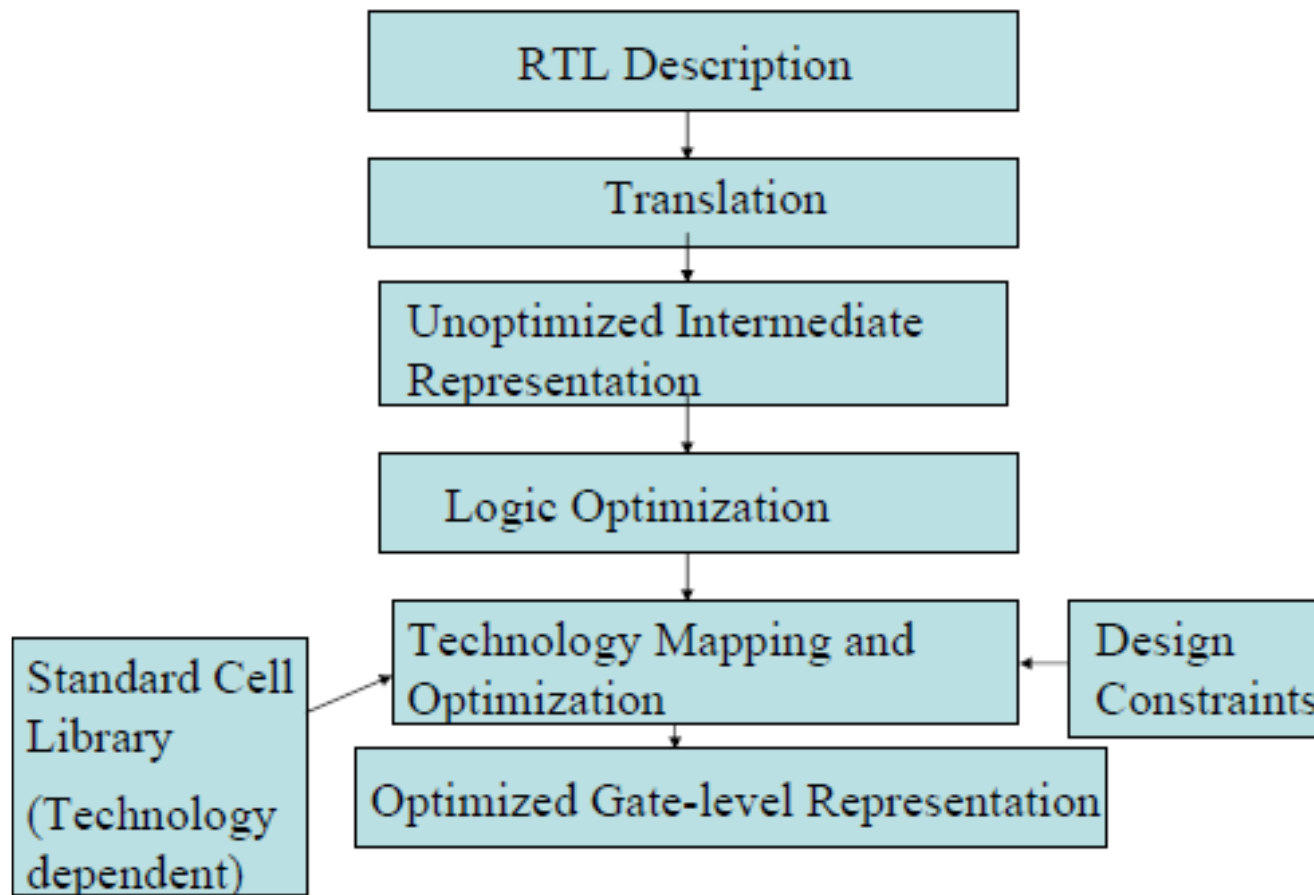 RTL Description
Translation
Unoptimized Intermediate
Representation
Logic Optimization
Technology Mapping and
Optimization
Standard Cell
Library
(Technology
dependent)
Design
Constraints
Optimized Gate-level Representation